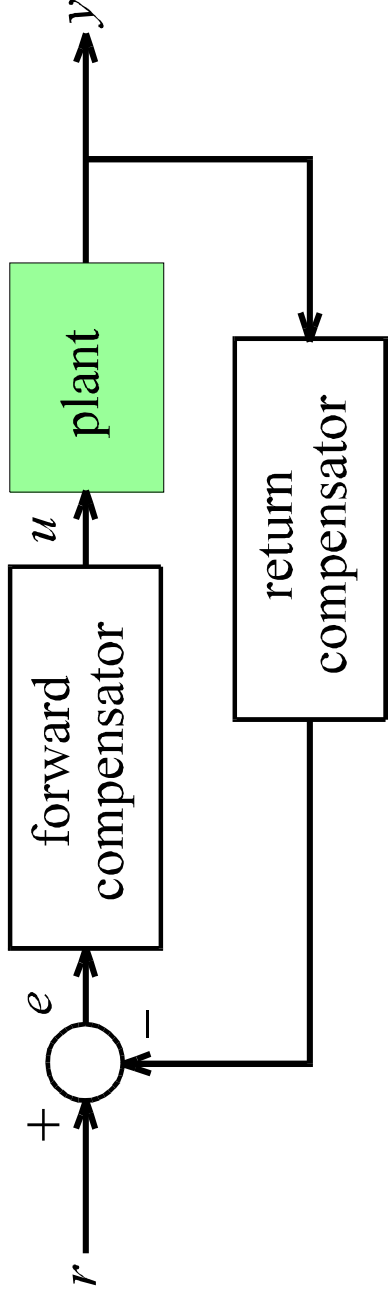 r
+
−
e
forward
compensator
u
plant
y
return
compensator